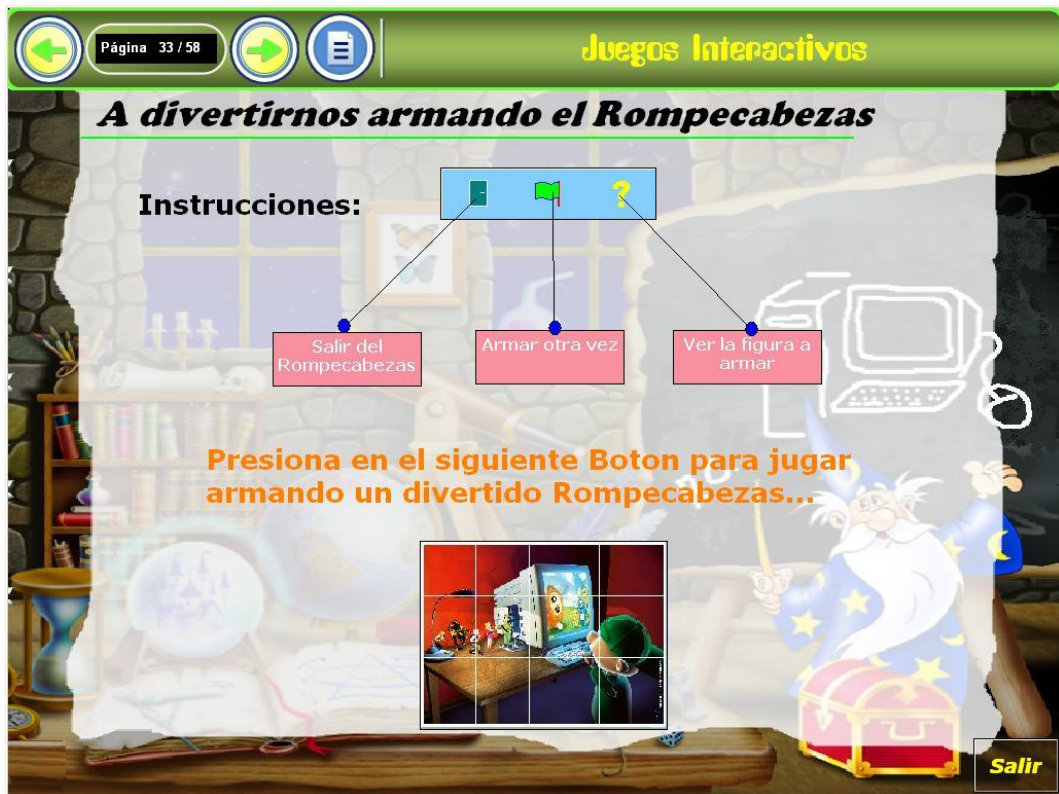 Página 33 / 58
Juegos Interactivos
A divertirnos armando el Rompecabezas
Instrucciones:
?
Salir del
Rompecabezas
Armar otra vez
Ver la figura a
armar
Presiona en el siguiente Boton para jugar
armando un divertido Rompecabezas...
Salir